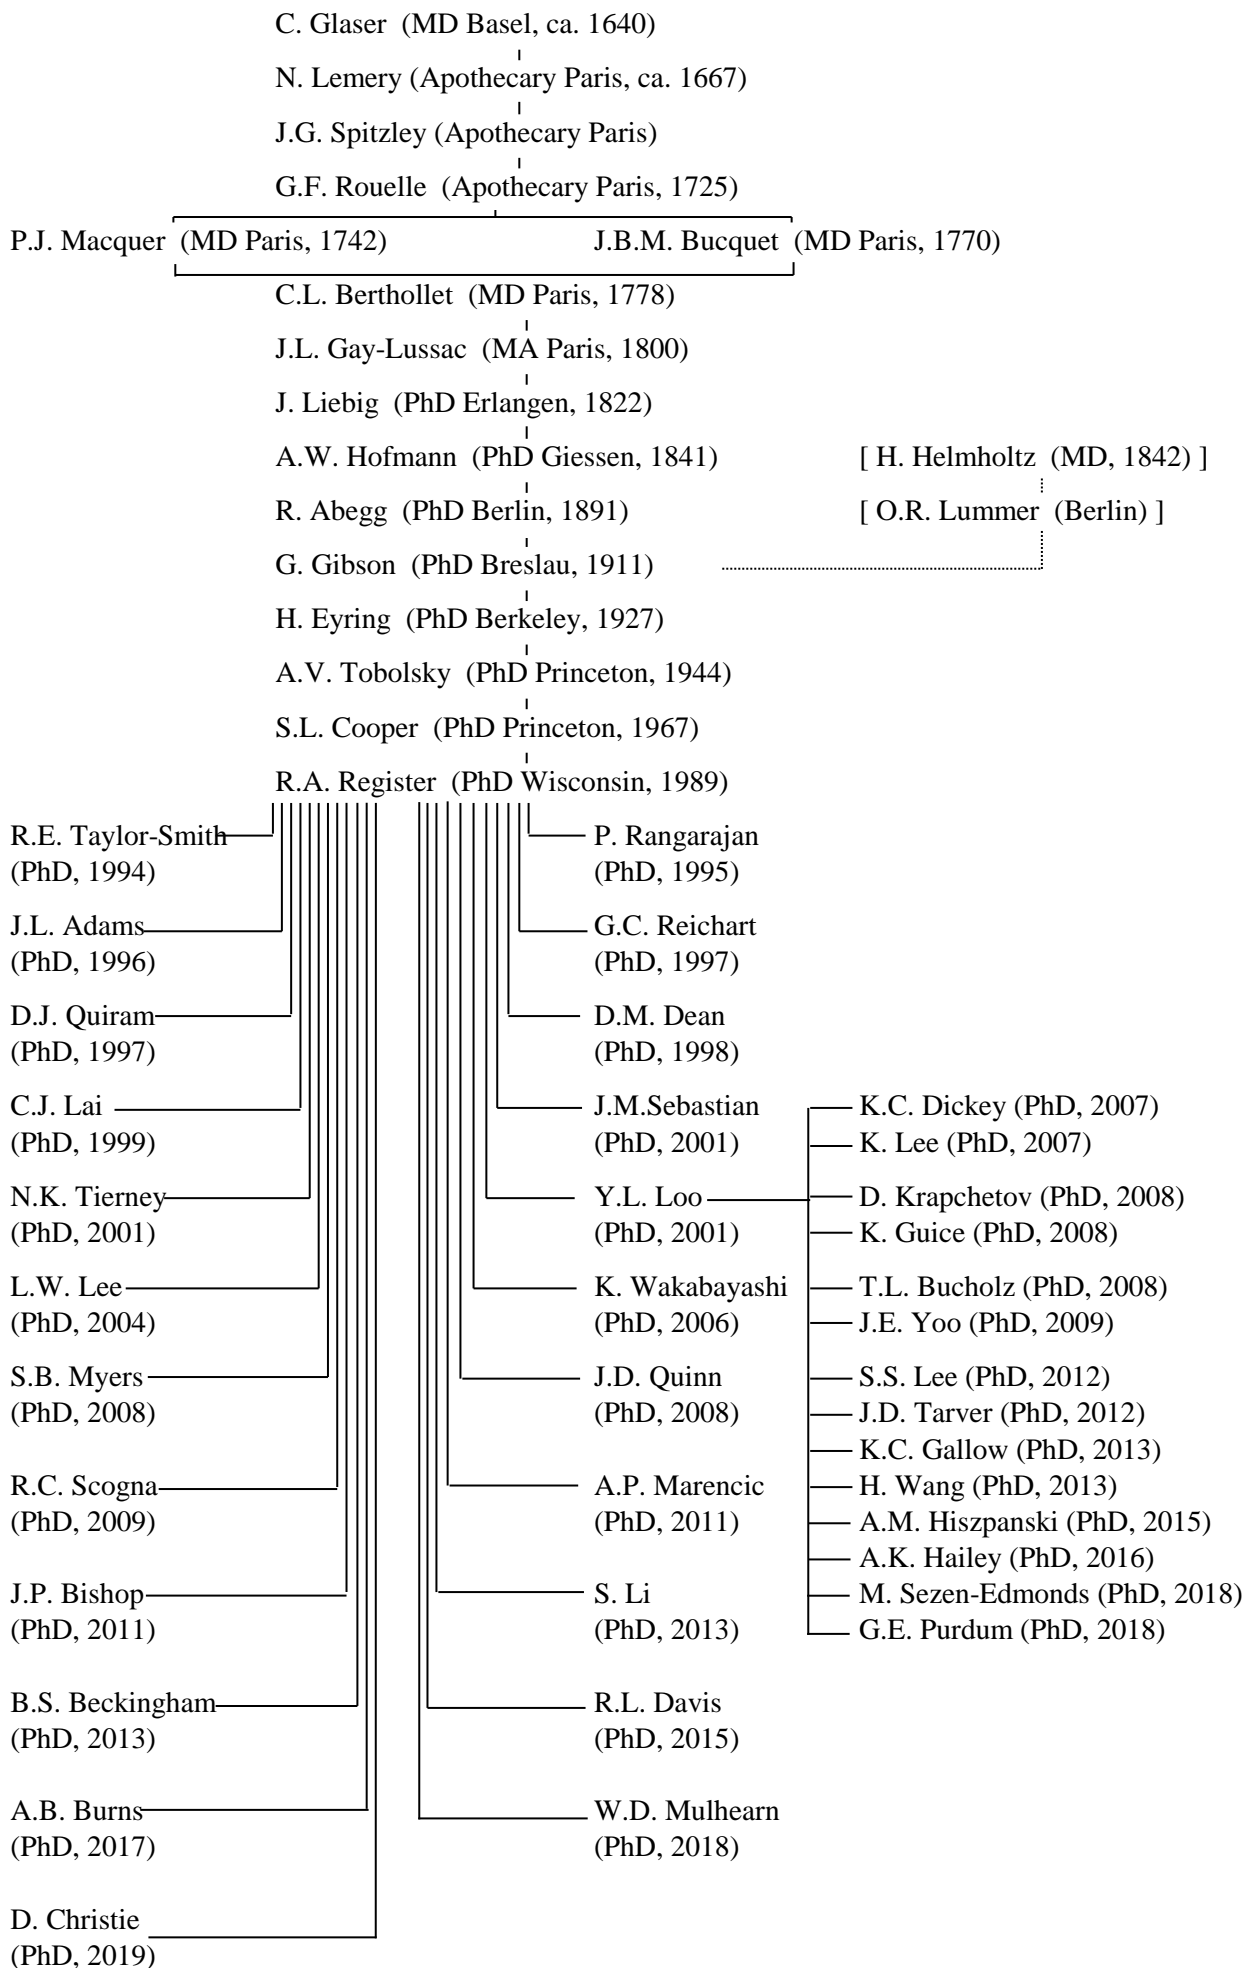 C. Glaser (MD Basel, ca. 1640)
N. Lemery (Apothecary Paris, ca. 1667)
J.G. Spitzley (Apothecary Paris)
G.F. Rouelle (Apothecary Paris, 1725)
P.J. Macquer (MD Paris, 1742)
J.B.M. Bucquet (MD Paris, 1770)
C.L. Berthollet (MD Paris, 1778)
J.L. Gay-Lussac (MA Paris, 1800)
J. Liebig (PhD Erlangen, 1822)
A.W. Hofmann (PhD Giessen, 1841)
[ H. Helmholtz (MD, 1842) ]
R. Abegg (PhD Berlin, 1891)
[ O.R. Lummer (Berlin) ]
G. Gibson (PhD Breslau, 1911)
H. Eyring (PhD Berkeley, 1927)
A.V. Tobolsky (PhD Princeton, 1944)
S.L. Cooper (PhD Princeton, 1967)
R.A. Register (PhD Wisconsin, 1989)
R.E. Taylor-Smith
(PhD, 1994)
J.L. Adams
(PhD, 1996)
D.J. Quiram
(PhD, 1997)
C.J. Lai
(PhD, 1999)
N.K. Tierney
(PhD, 2001)
L.W. Lee
(PhD, 2004)
S.B. Myers
(PhD, 2008)
R.C. Scogna
(PhD, 2009)
J.P. Bishop
(PhD, 2011)
B.S. Beckingham
(PhD, 2013)
A.B. Burns
(PhD, 2017)
D. Christie
(PhD, 2019)
P. Rangarajan
(PhD, 1995)
G.C. Reichart
(PhD, 1997)
D.M. Dean
(PhD, 1998)
J.M.Sebastian
(PhD, 2001)
Y.L. Loo
(PhD, 2001)
K. Wakabayashi
(PhD, 2006)
J.D. Quinn
(PhD, 2008)
A.P. Marencic
(PhD, 2011)
S. Li
(PhD, 2013)
R.L. Davis
(PhD, 2015)
W.D. Mulhearn
(PhD, 2018)
K.C. Dickey (PhD, 2007)
K. Lee (PhD, 2007)
D. Krapchetov (PhD, 2008)
K. Guice (PhD, 2008)
T.L. Bucholz (PhD, 2008)
J.E. Yoo (PhD, 2009)
S.S. Lee (PhD, 2012)
J.D. Tarver (PhD, 2012)
K.C. Gallow (PhD, 2013)
H. Wang (PhD, 2013)
A.M. Hiszpanski (PhD, 2015)
A.K. Hailey (PhD, 2016)
M. Sezen-Edmonds (PhD, 2018)
G.E. Purdum (PhD, 2018)